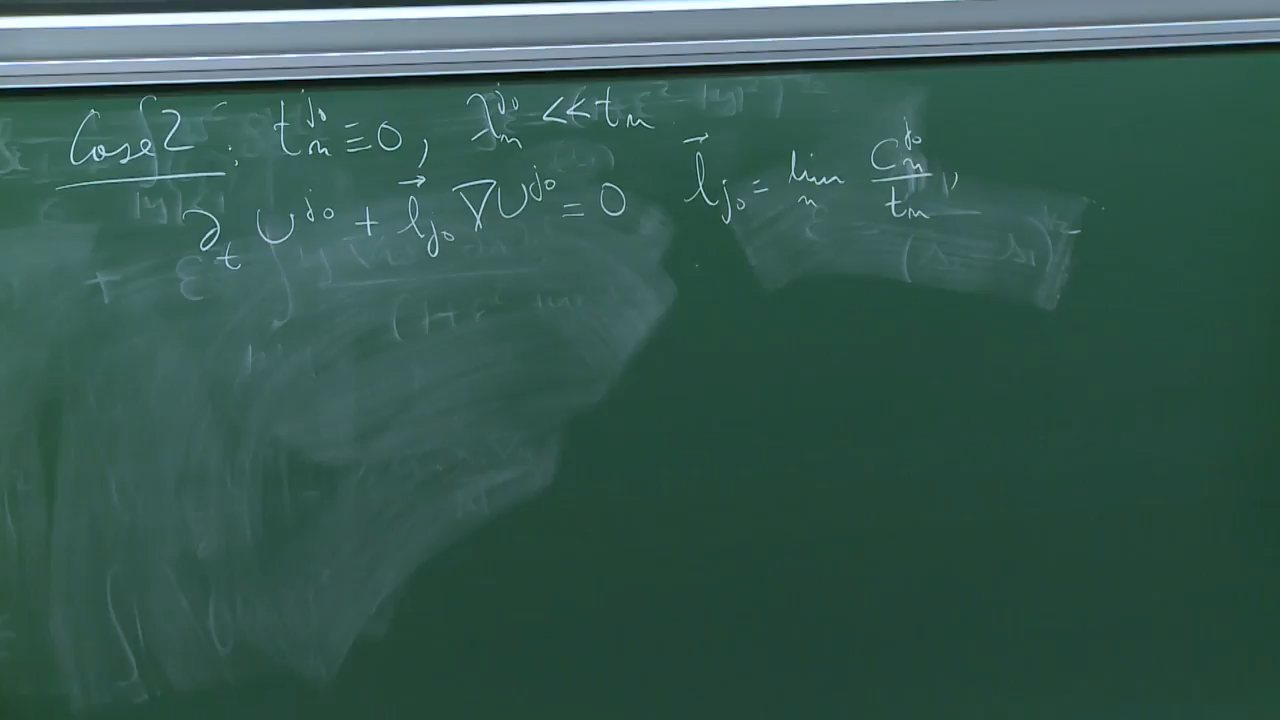 Case 2 : t_n^{j_0} ≡ 0, λ_n^{j_0} << t_n
∂_t U^{j_0} + \vec{l}_{j_0} ∇U^{j_0} = 0   \vec{l}_{j_0} = lim_n \frac{c_n^{j_0}}{t_n},